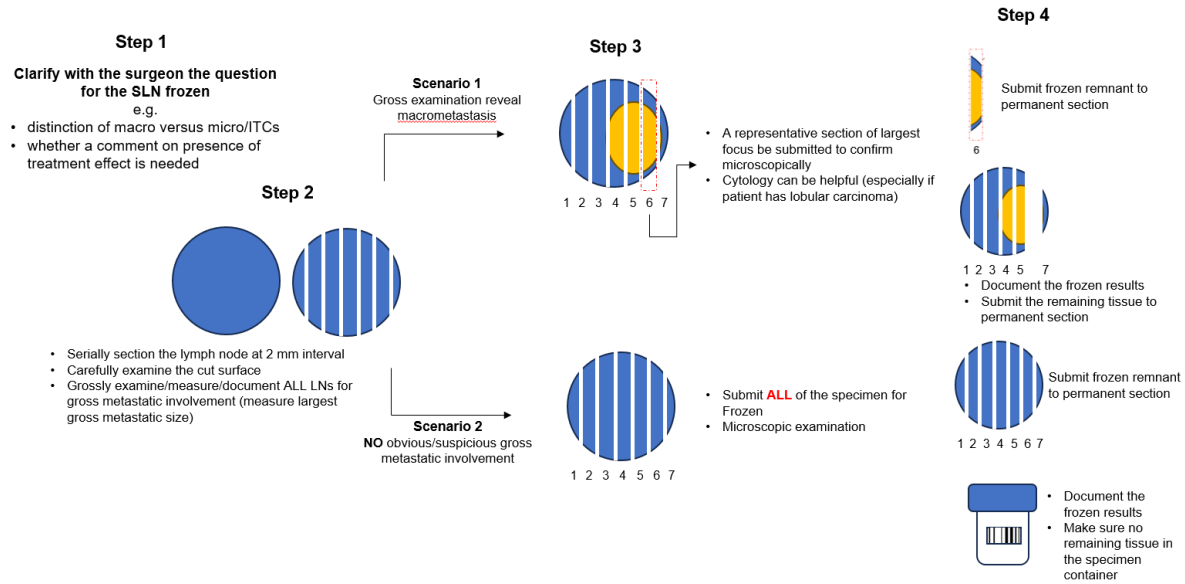 Step 1
Clarify with the surgeon the question
for the SLN frozen
e.g.
• distinction of macro versus micro/ITCs
• whether a comment on presence of
treatment effect is needed
Step 2
• Serially section the lymph node at 2 mm interval
• Carefully examine the cut surface
• Grossly examine/measure/document ALL LNs for
gross metastatic involvement (measure largest
gross metastatic size)
Scenario 1
Gross examination reveal
macrometastasis
Scenario 2
NO obvious/suspicious gross
metastatic involvement
Step 3
1 2 3 4 5 6 7
• A representative section of largest
focus be submitted to confirm
microscopically
• Cytology can be helpful (especially if
patient has lobular carcinoma)
1 2 3 4 5 6 7
• Submit ALL of the specimen for
Frozen
• Microscopic examination
Step 4
Submit frozen remnant to
permanent section
6
1 2 3 4 5 7
• Document the frozen results
• Submit the remaining tissue to
permanent section
Submit frozen remnant
to permanent section
1 2 3 4 5 6 7
• Document the
frozen results
• Make sure no
remaining tissue in
the specimen
container